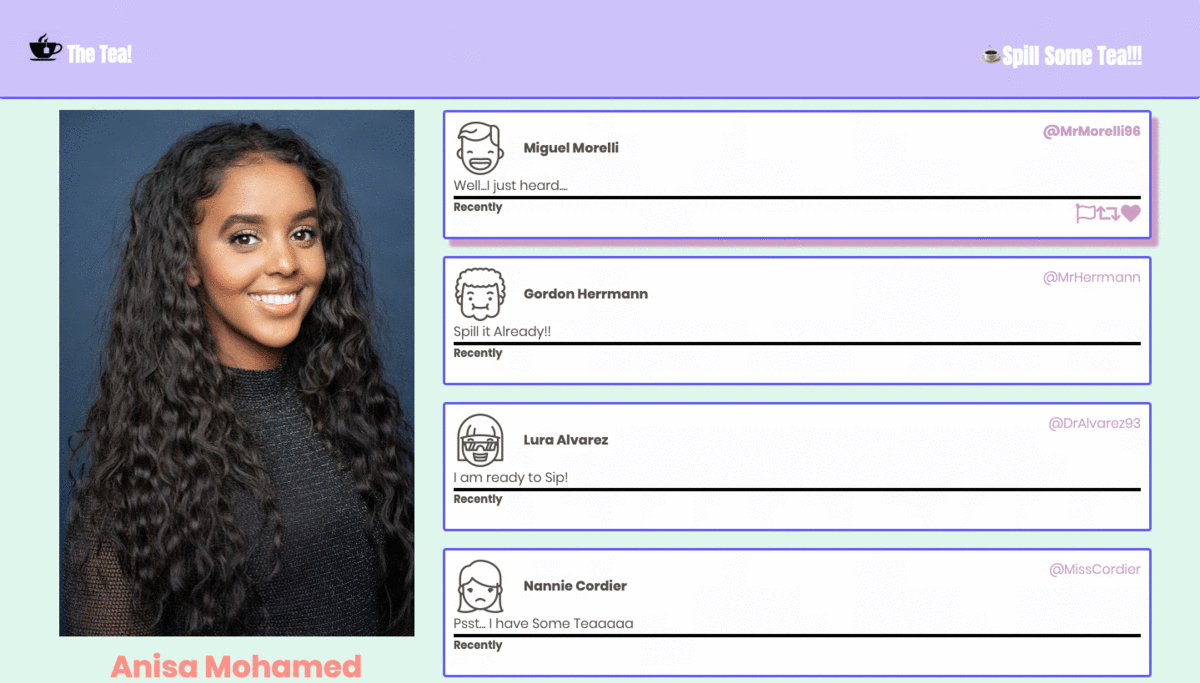 The Tea!
Spill Some Tea!!!
Miguel Morelli
@MrMorelli96
Well...I just heard....
Recently
Gordon Herrmann
@MrHerrmann
Spill it Already!!
Recently
Lura Alvarez
@DrAlvarez93
I am ready to Sip!
Recently
Nannie Cordier
@MissCordier
Psst... I have Some Teaaaaa
Recently
Anisa Mohamed